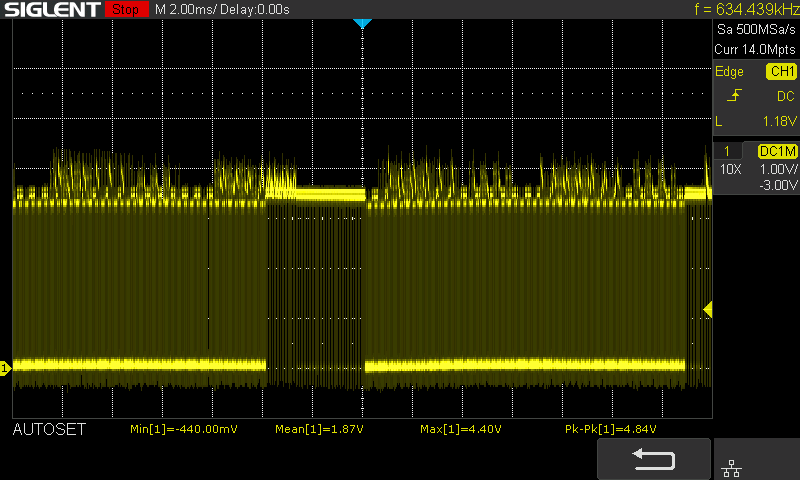 SIGLENT Stop M 2.00ms/ Delay:0.00s f = 634.439kHz
Sa 500MSa/s
Curr 14.0Mpts
Edge CH1
DC
L 1.18V
1 DC1M
10X 1.00V/
-3.00V
1
AUTOSET Min[1]=-440.00mV Mean[1]=1.87V Max[1]=4.40V Pk-Pk[1]=4.84V